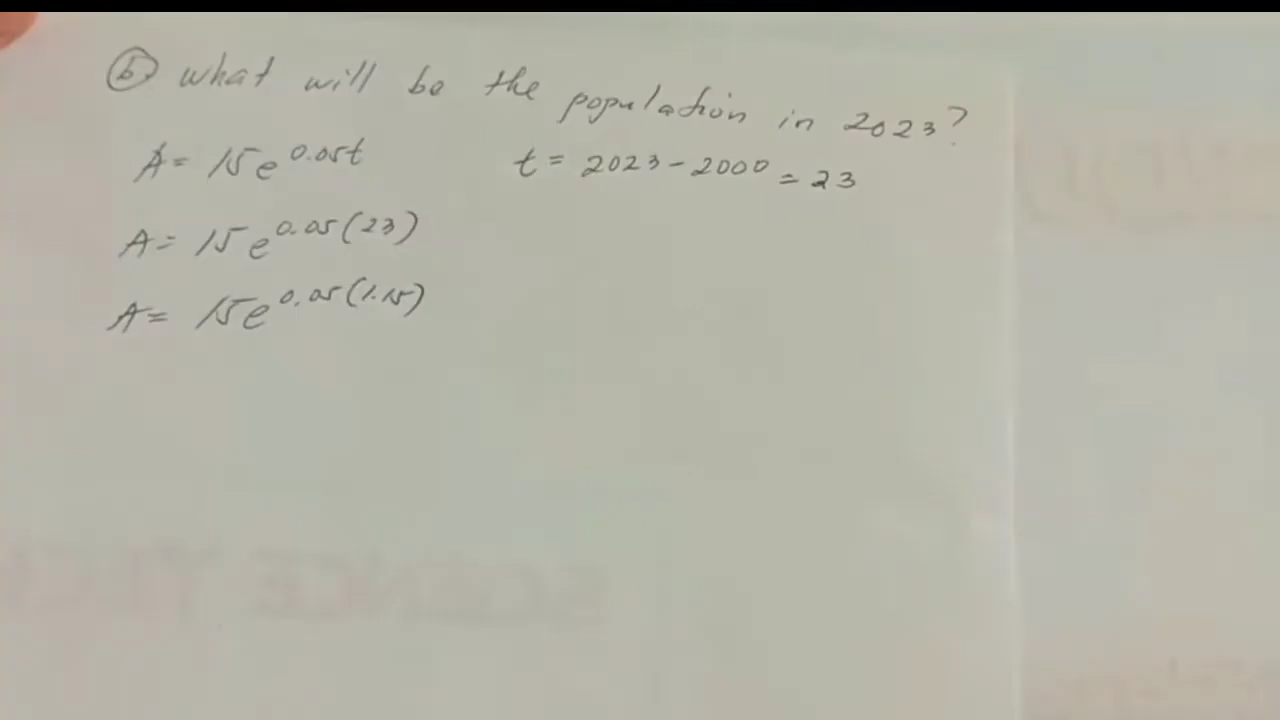 ⓑ What will be the population in 2023?
A = 15e^0.05t t = 2023 - 2000 = 23
A = 15e^0.05(23)
A = 15e^0.05(1.15)